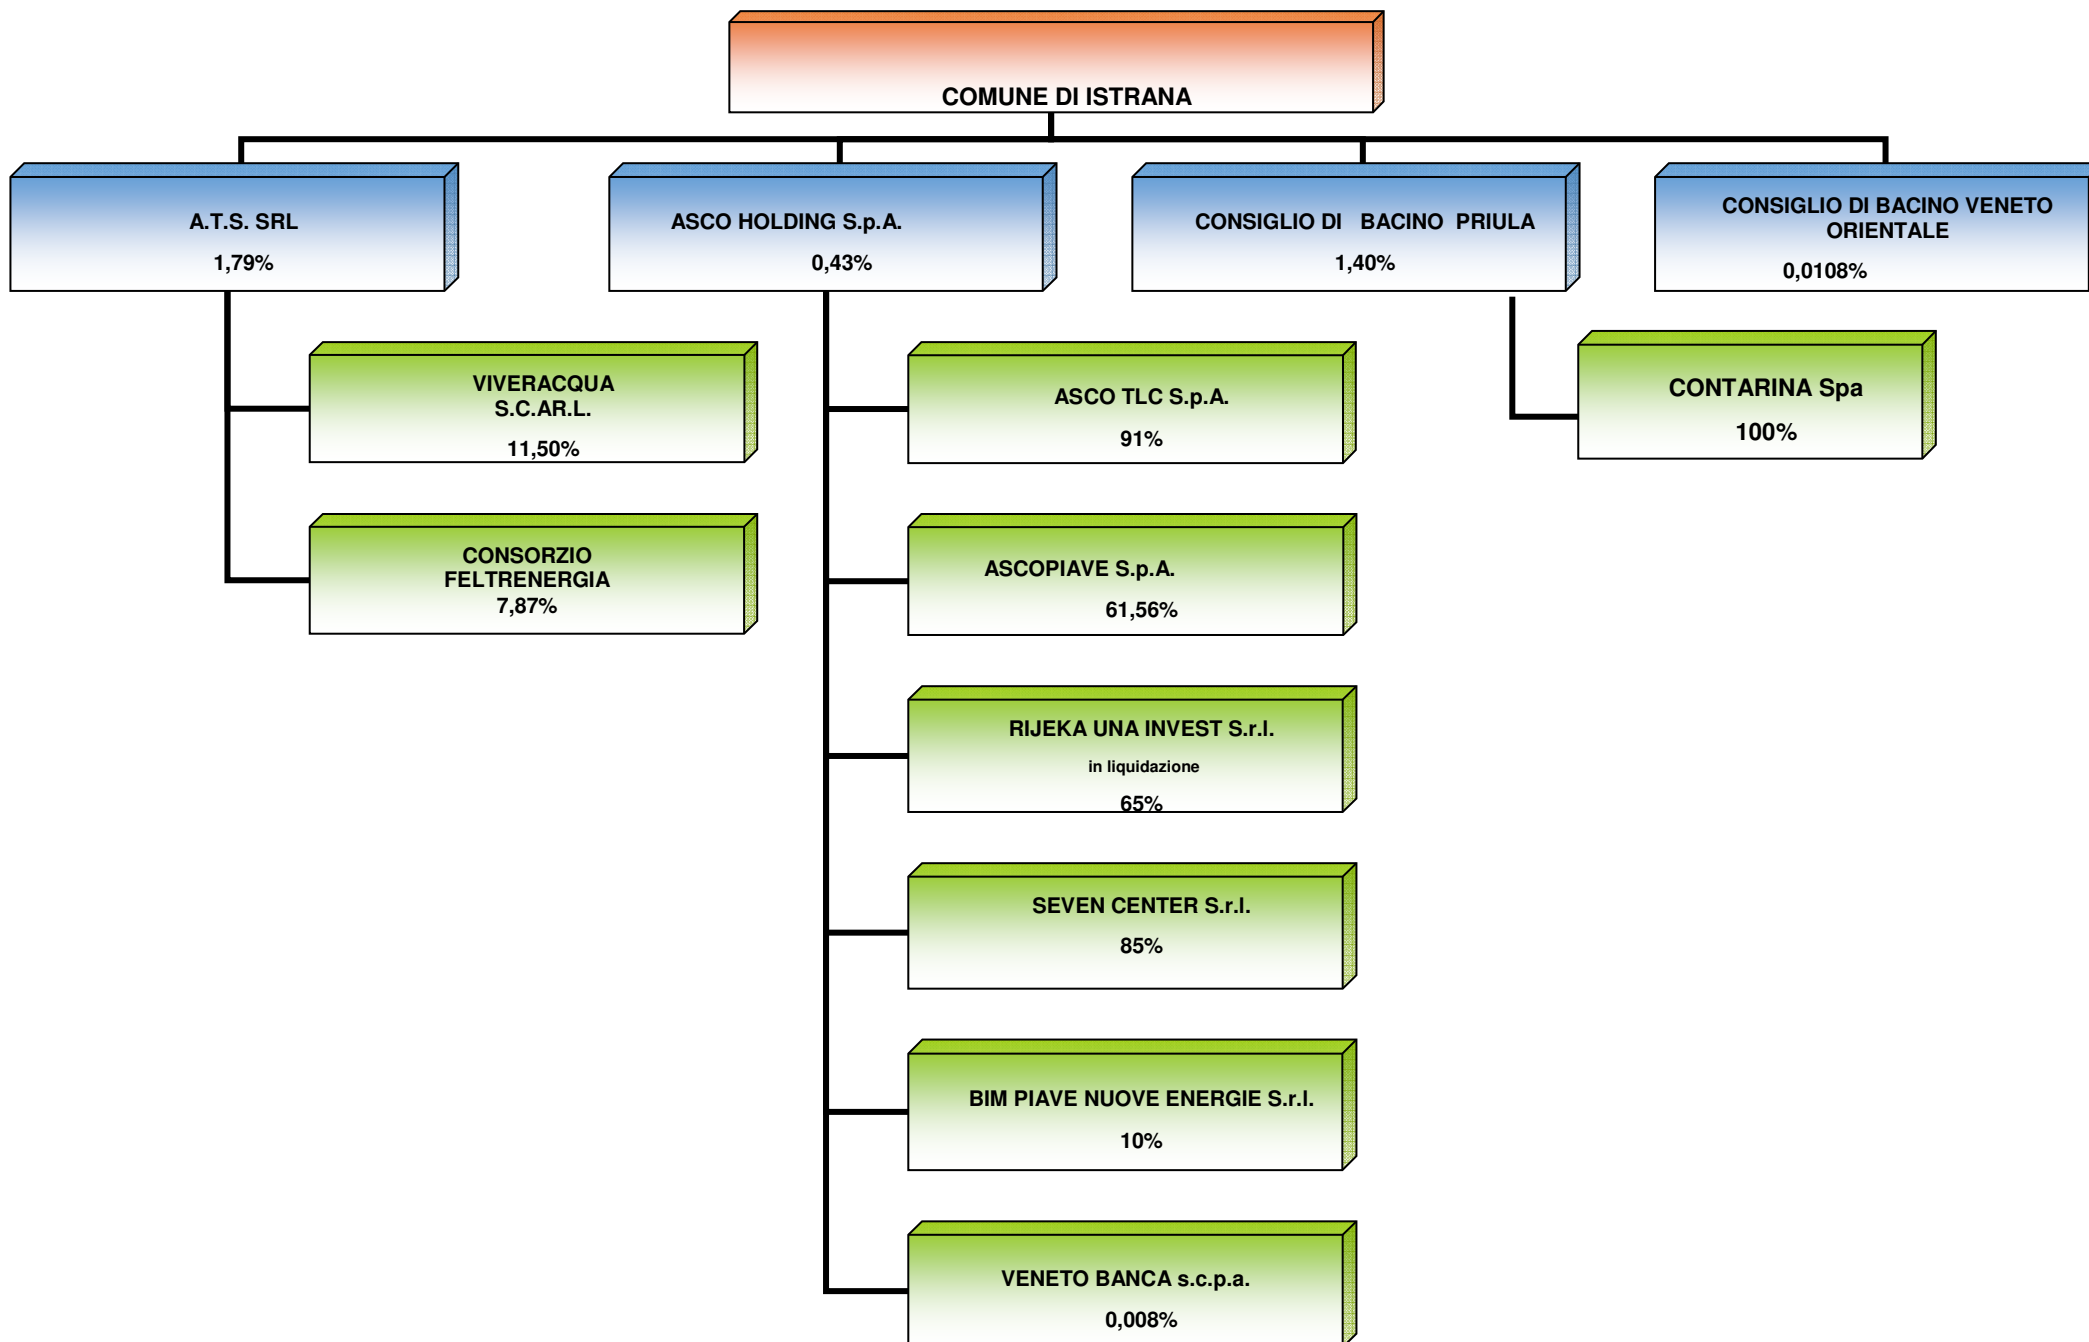 COMUNE DI ISTRANA
A.T.S. SRL
1,79%
ASCO HOLDING S.p.A.
0,43%
CONSIGLIO DI BACINO PRIULA
1,40%
CONSIGLIO DI BACINO VENETO
ORIENTALE
0,0108%
VIVERACQUA
S.C.AR.L.
11,50%
CONSORZIO
FELTRENERGIA
7,87%
ASCO TLC S.p.A.
91%
ASCOPIAVE S.p.A.
61,56%
RIJEKA UNA INVEST S.r.l.
in liquidazione
65%
SEVEN CENTER S.r.l.
85%
BIM PIAVE NUOVE ENERGIE S.r.l.
10%
VENETO BANCA s.c.p.a.
0,008%
CONTARINA Spa
100%